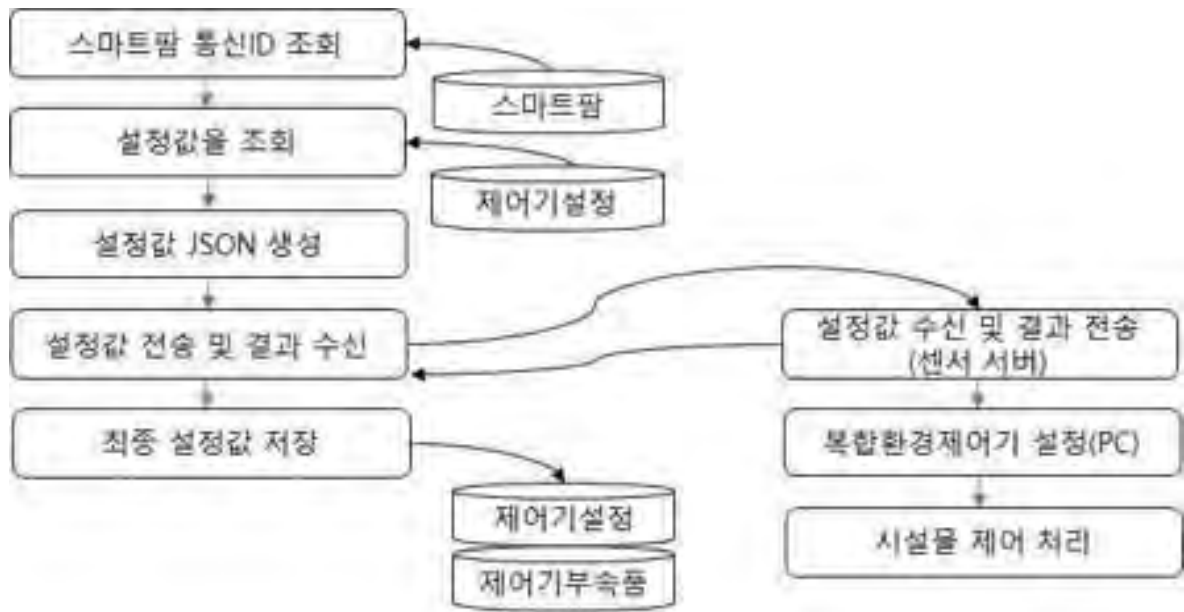 스마트팜 통신ID 조회
스마트팜
설정값을 조회
제어기설정
설정값 JSON 생성
설정값 전송 및 결과 수신
설정값 수신 및 결과 전송
(센서 서버)
최종 설정값 저장
복합환경제어기 설정(PC)
제어기설정
시설물 제어 처리
제어기부속품